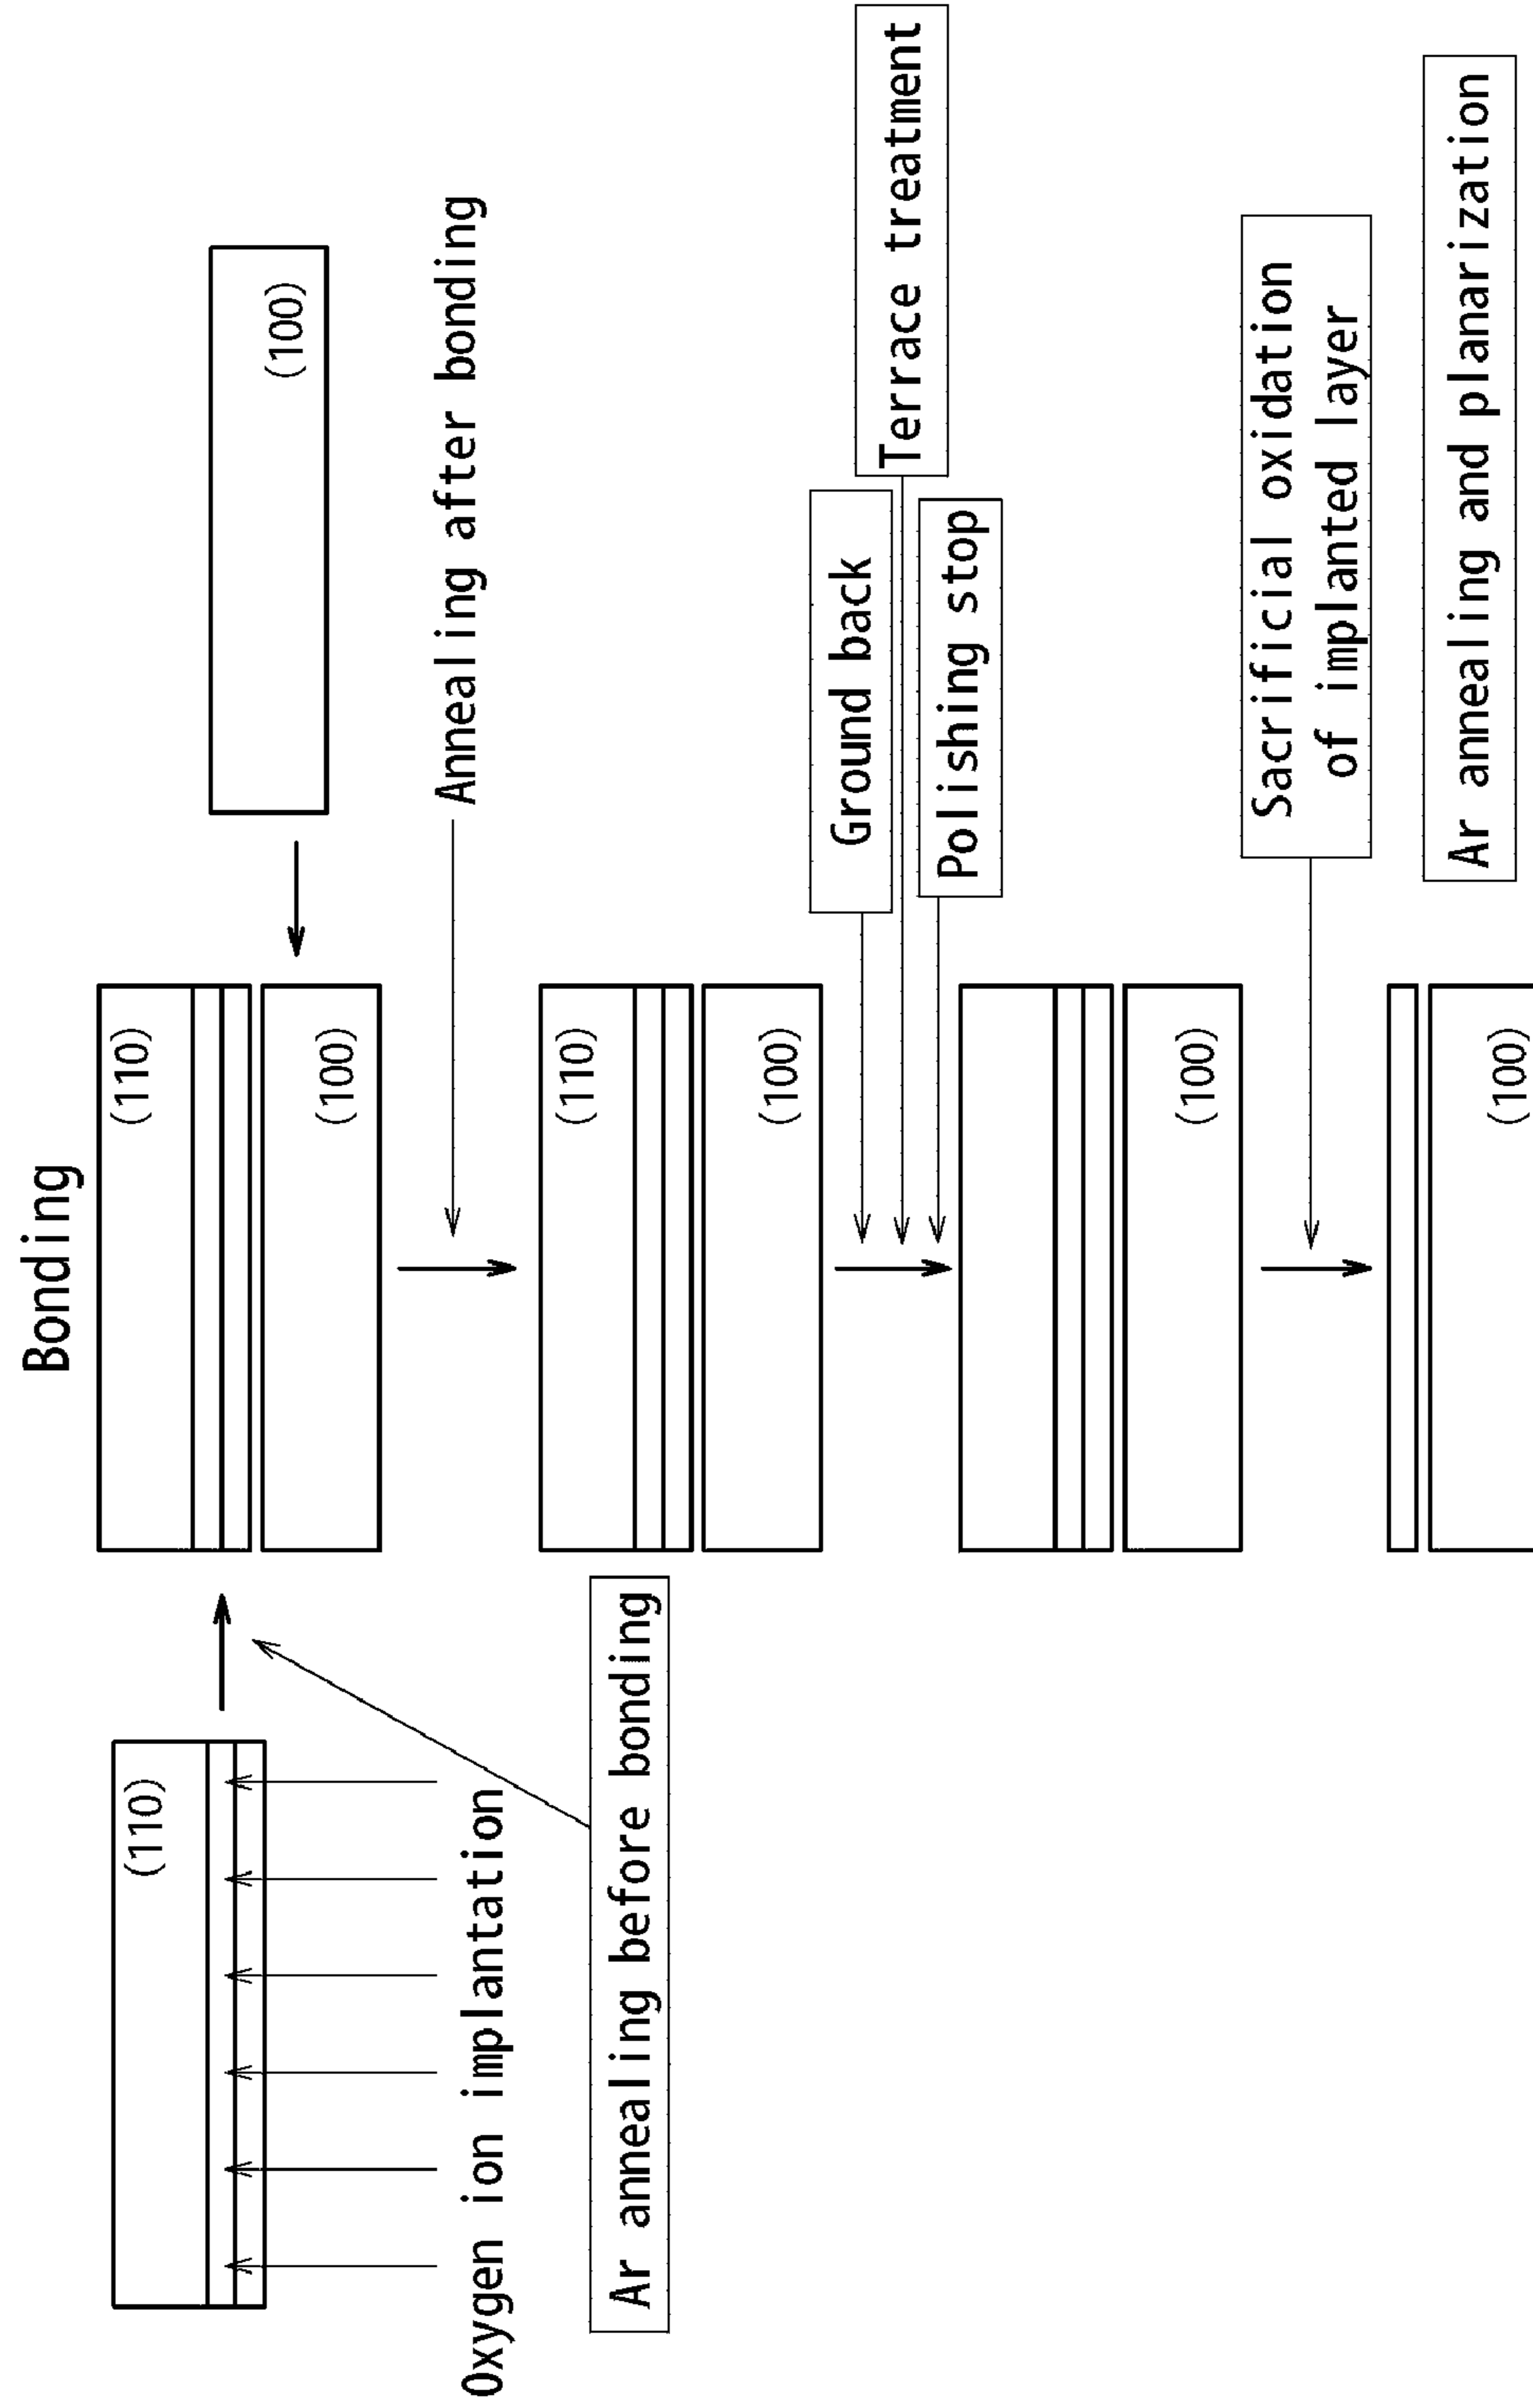 Bonding
(110)
(110)
(100)
(100)
Oxygen ion implantation
Annealing after bonding
Ar annealing before bonding
(110)
(100)
Ground back
Terrace treatment
Polishing stop
(100)
Sacrificial oxidation
of implanted layer
(100)
Ar annealing and planarization